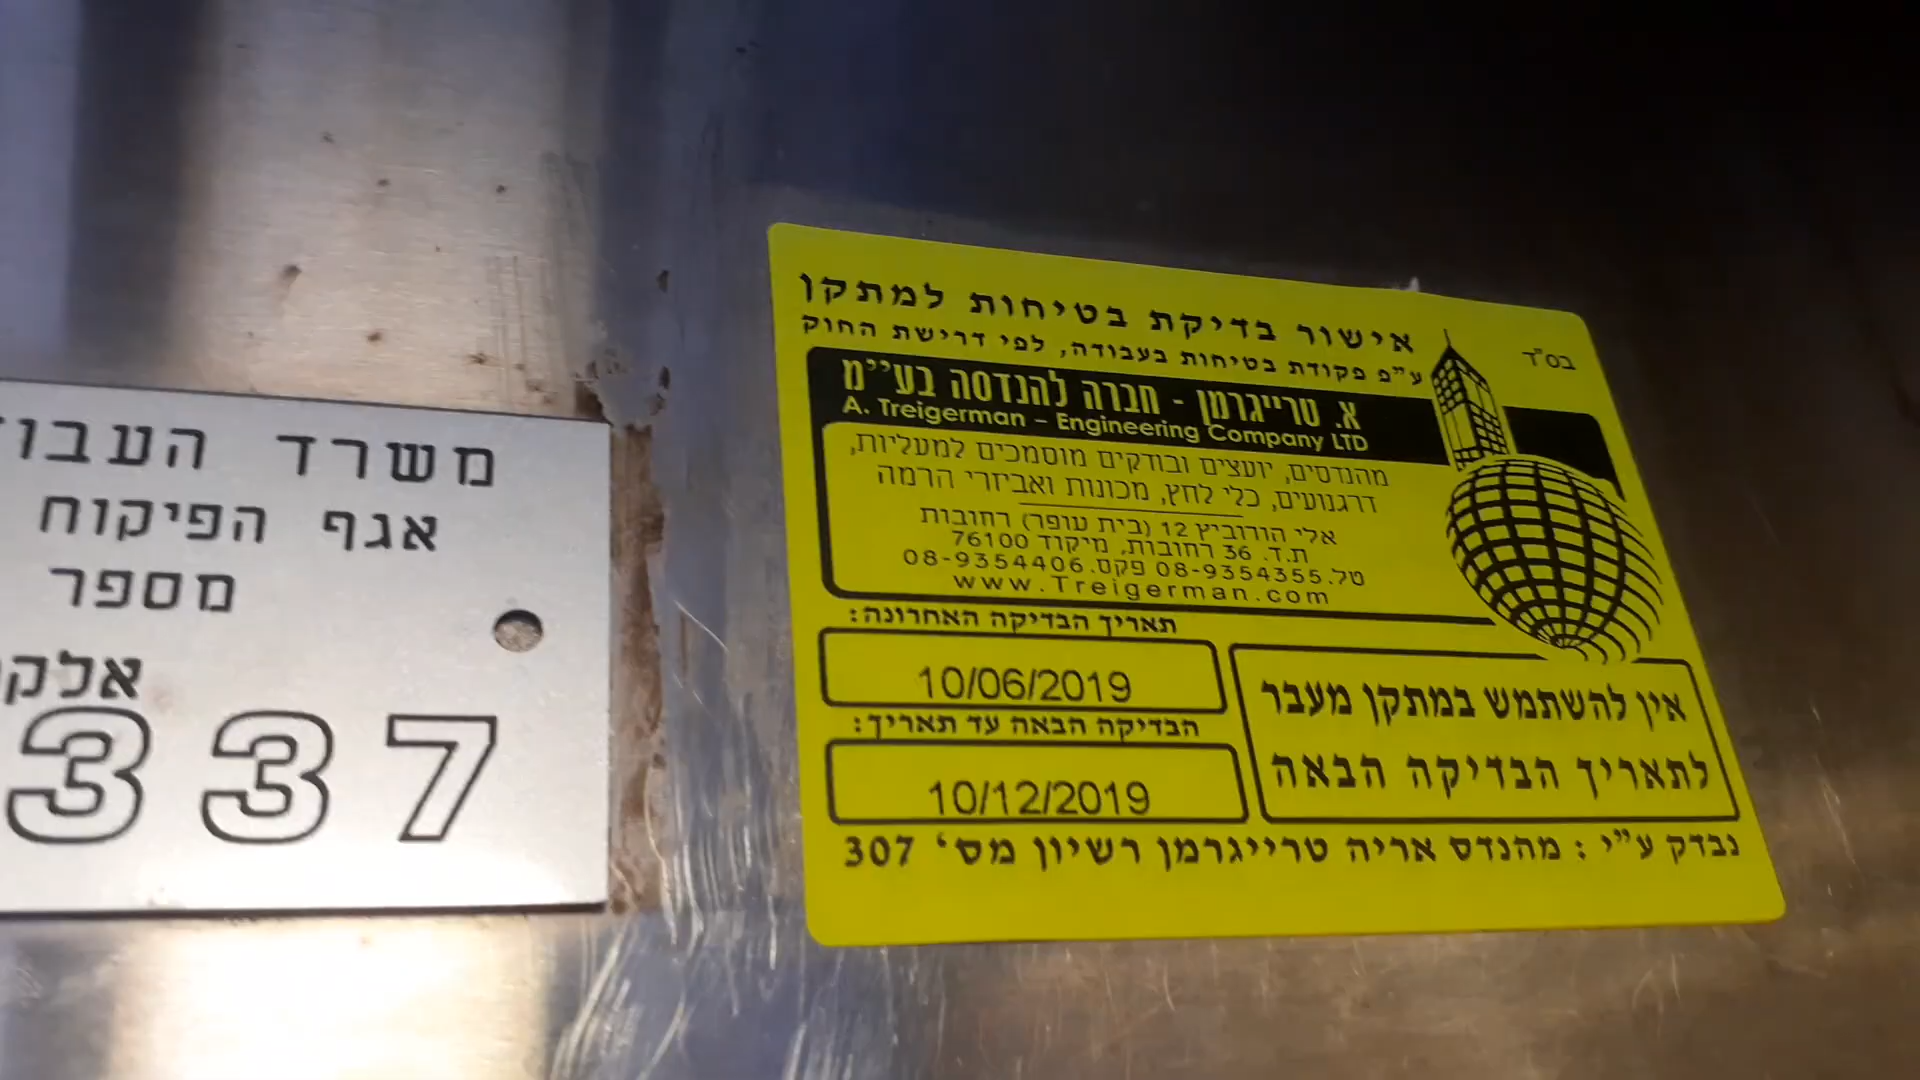 משרד
אגף הפיקוח
מספר
337
בס"ד
אישור בדיקת בטיחות למתקן
ע"פ פקודת בטיחות בעבודה, לפי דרישת החוק
א. טרייגרמן - חברה להנדסה בע''מ
A. Treigerman – Engineering Company LTD
מהנדסים, יועצים ובודקים מוסמכים למעליות,
דרגנועים, כלי לחץ, מכונות ואביזרי הרמה
אלי הורוביץ 12 (בית עופר) רחובות
ת.ד. 36 רחובות, מיקוד 76100
טל.08-9354355 פקס.08-9354406
www.Treigerman.com
תאריך הבדיקה האחרונה:
10/06/2019
הבדיקה הבאה עד תאריך:
10/12/2019
אין להשתמש במתקן מעבר
לתאריך הבדיקה הבאה
נבדק ע"י : מהנדס אריה טרייגרמן רשיון מס' 307